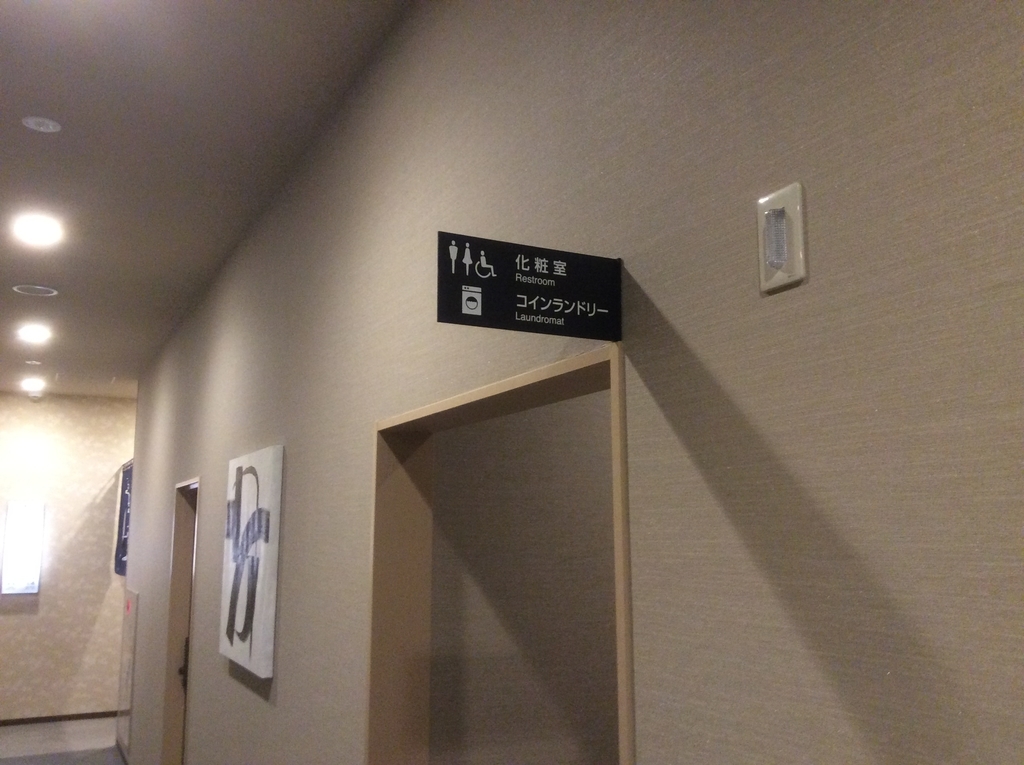 化粧室
Restroom
コインランドリー
Laundromat